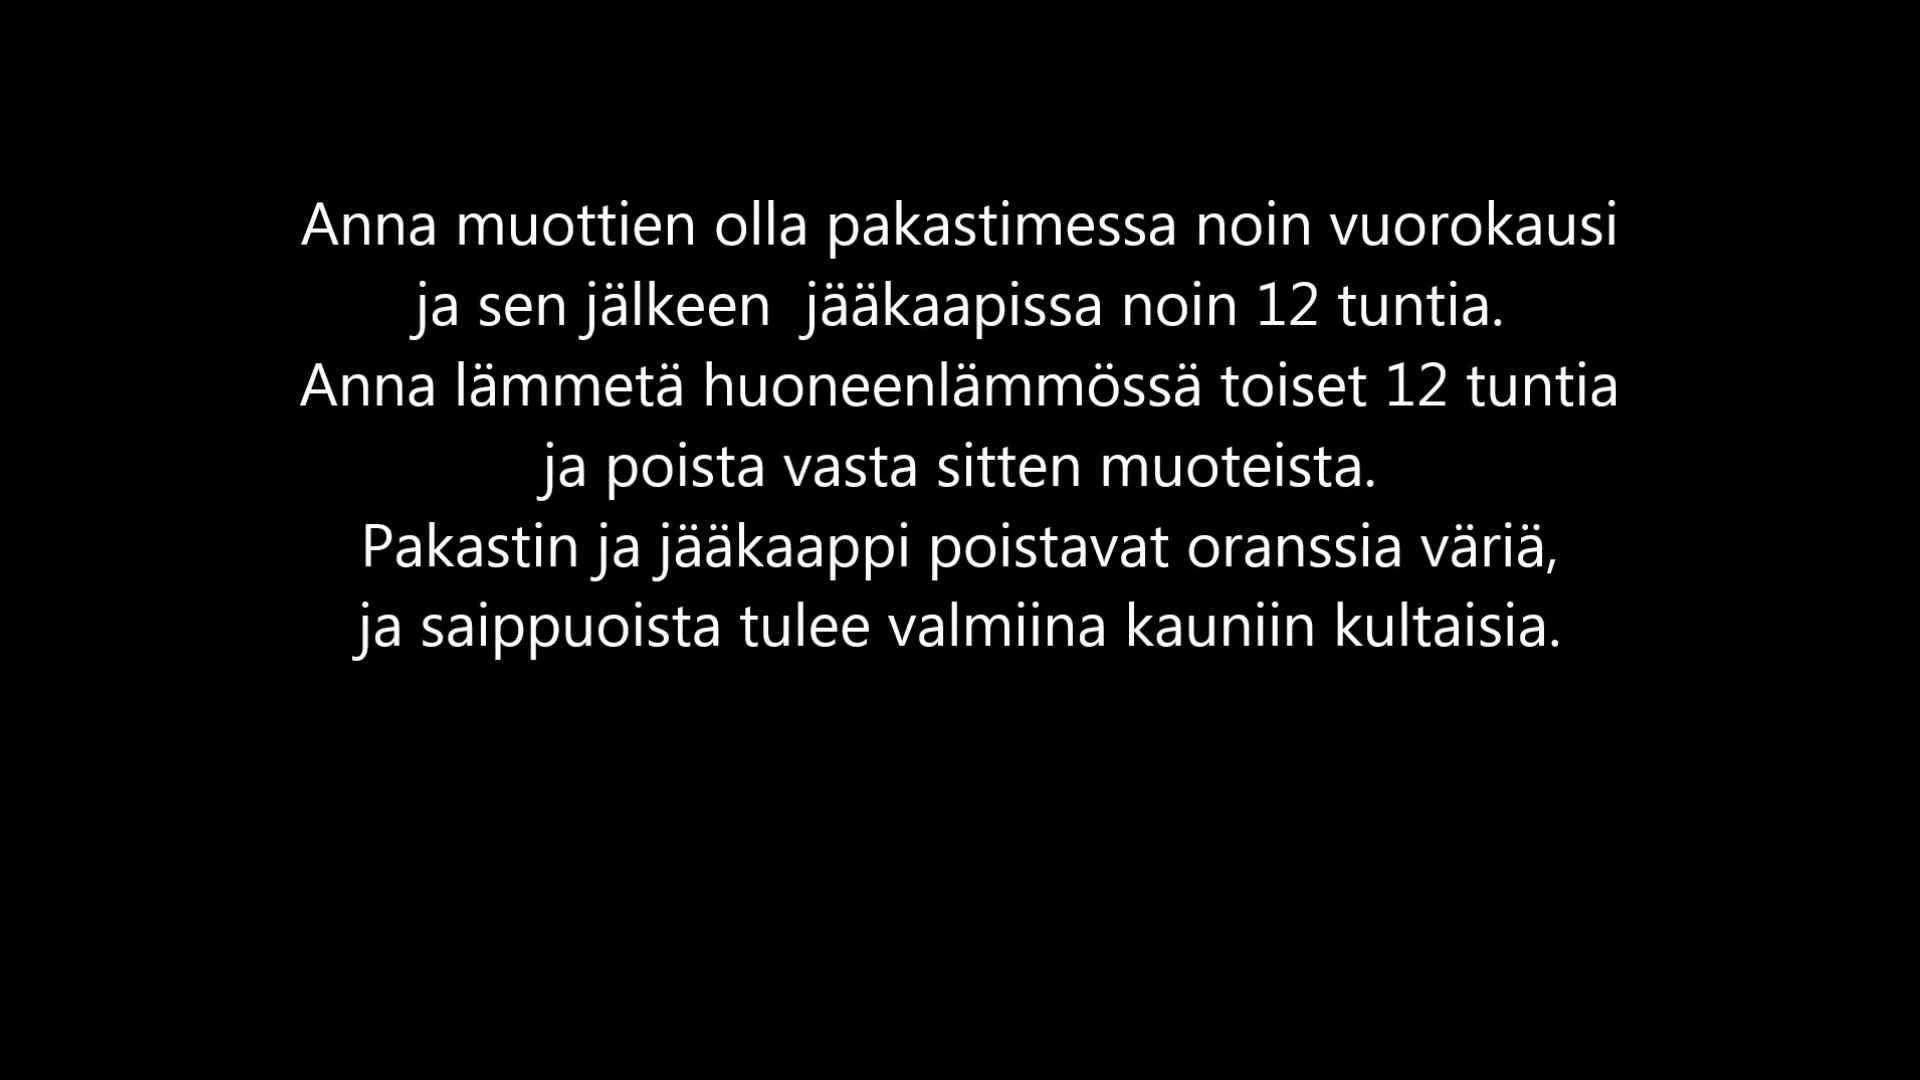 Anna muottien olla pakastimessa noin vuorokausi
ja sen jälkeen  jääkaapissa noin 12 tuntia.
Anna lämmetä huoneenlämmössä toiset 12 tuntia
ja poista vasta sitten muoteista.
Pakastin ja jääkaappi poistavat oranssia väriä,
ja saippuoista tulee valmiina kauniin kultaisia.